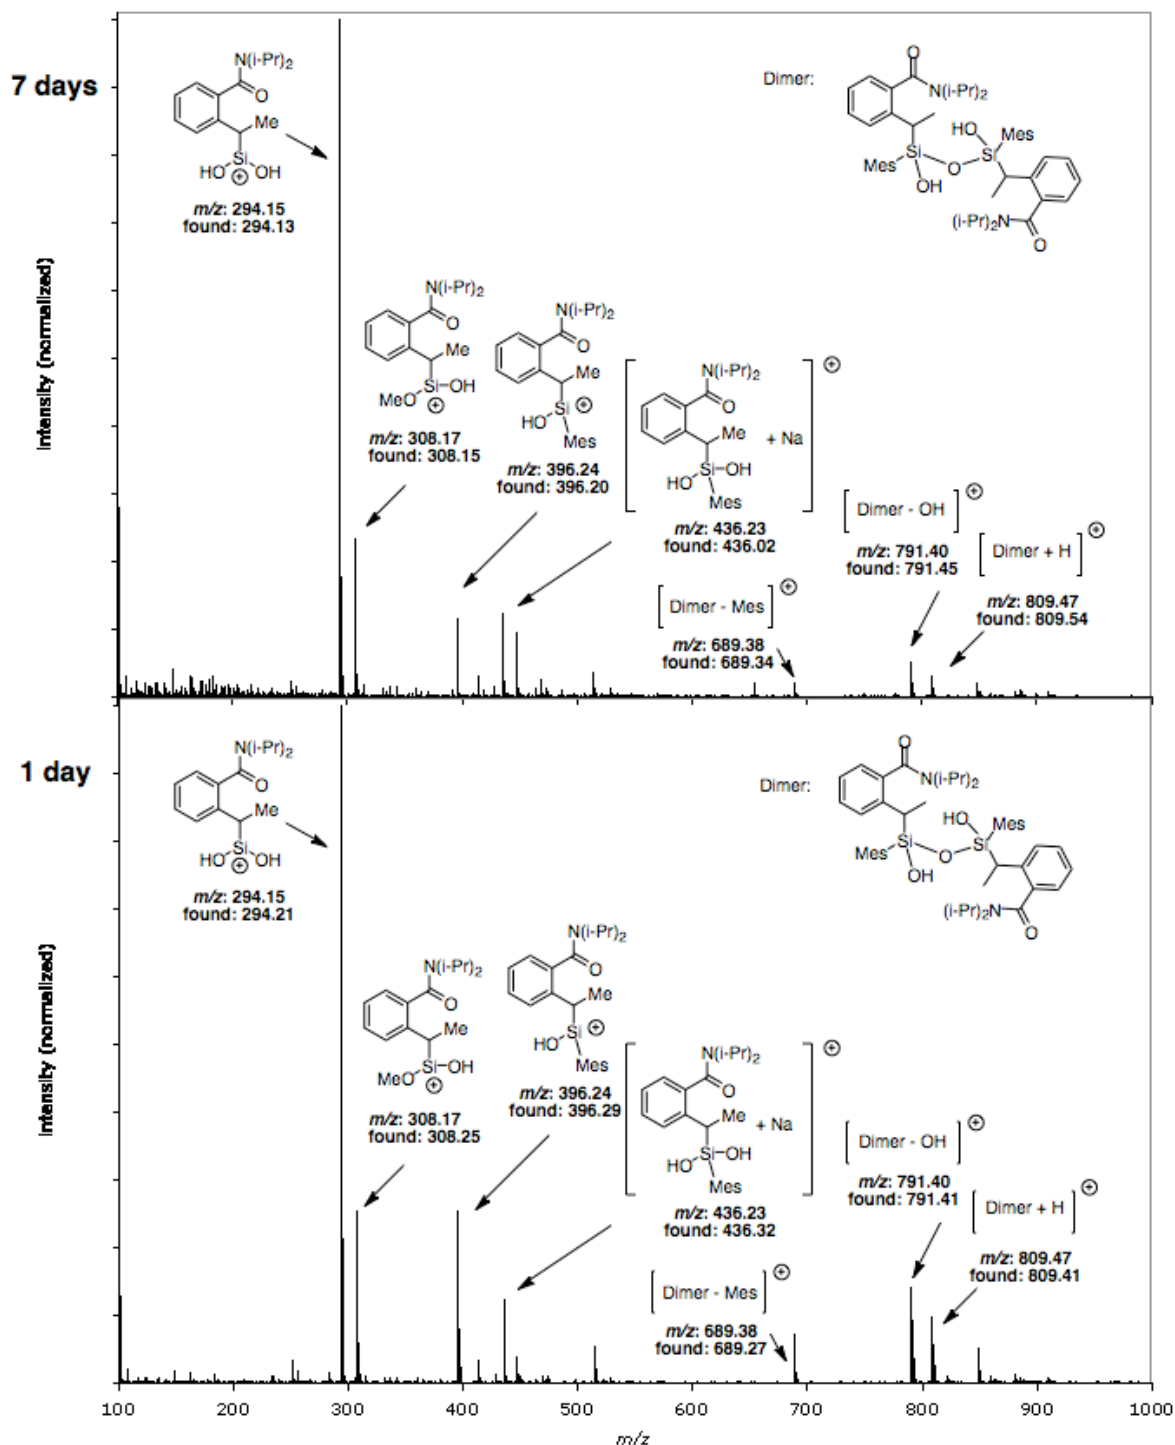 7 days
Intensity (normalized)
N(i-Pr)2
O
Me
Si
HO OH
+
m/z: 294.15
found: 294.13
N(i-Pr)2
O
Me
Si-OH
MeO
+
m/z: 308.17
found: 308.15
N(i-Pr)2
O
Me
Si +
HO
Mes
m/z: 396.24
found: 396.20
N(i-Pr)2
O
Me
+ Na
Si-OH
HO
Mes
+
m/z: 436.23
found: 436.02
Dimer:
O
N(i-Pr)2
HO
Mes
Si
Si
Mes
O
OH
(i-Pr)2N
O
[Dimer - Mes] +
m/z: 689.38
found: 689.34
[Dimer - OH] +
m/z: 791.40
found: 791.45
[Dimer + H] +
m/z: 809.47
found: 809.54
1 day
Intensity (normalized)
N(i-Pr)2
O
Me
Si
HO OH
+
m/z: 294.15
found: 294.21
N(i-Pr)2
O
Me
Si-OH
MeO
+
m/z: 308.17
found: 308.25
N(i-Pr)2
O
Me
Si +
HO
Mes
m/z: 396.24
found: 396.29
N(i-Pr)2
O
Me
+ Na
Si-OH
HO
Mes
+
m/z: 436.23
found: 436.32
Dimer:
O
N(i-Pr)2
HO
Mes
Si
Si
Mes
O
OH
(i-Pr)2N
O
[Dimer - Mes] +
m/z: 689.38
found: 689.27
[Dimer - OH] +
m/z: 791.40
found: 791.41
[Dimer + H] +
m/z: 809.47
found: 809.41
100 200 300 400 500 600 700 800 900 1000
m/z